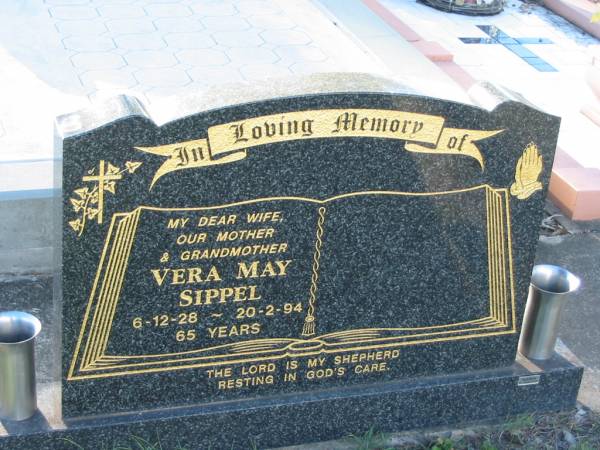 In Loving Memory of
MY DEAR WIFE,
OUR MOTHER
& GRANDMOTHER
VERA MAY
SIPPEL
6-12-28 ~ 20-2-94
65 YEARS
THE LORD IS MY SHEPHERD
RESTING IN GOD'S CARE.